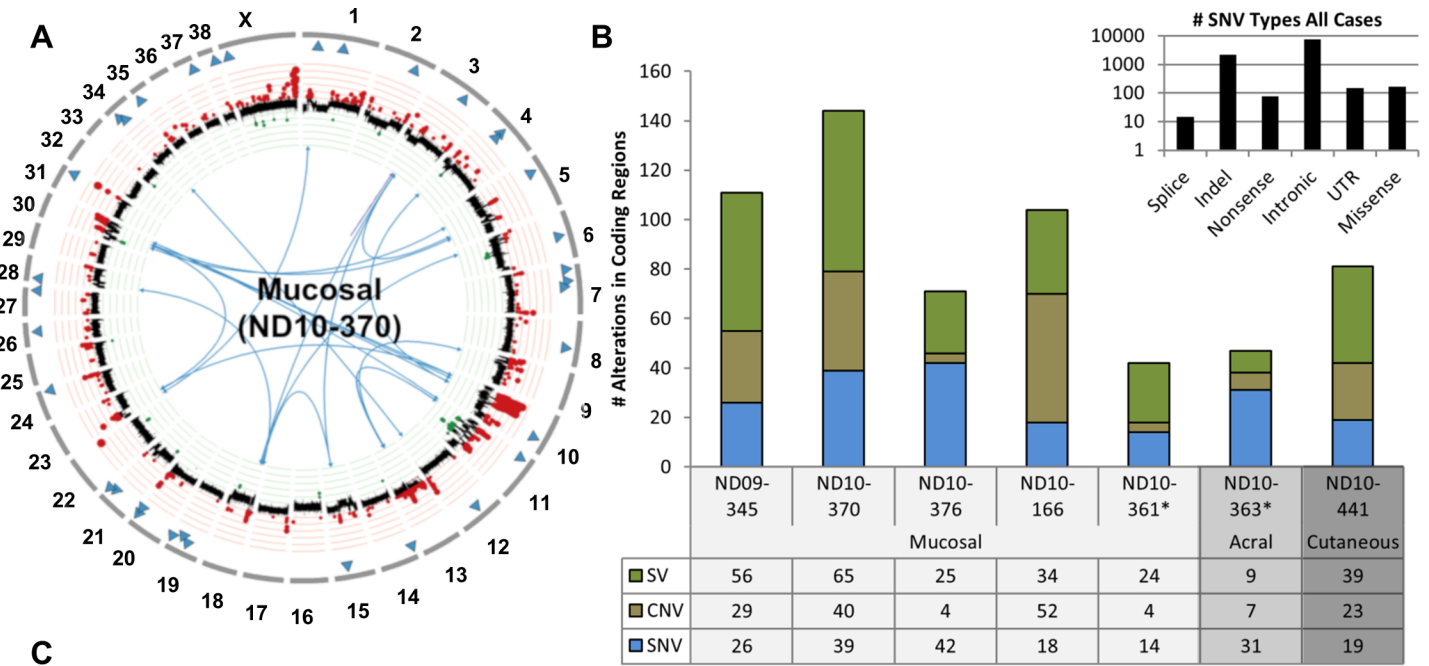 A
X
1
2
3
4
5
6
7
8
9
10
11
12
13
14
15
16
17
18
19
20
21
22
23
24
25
26
27
28
29
30
31
32
33
34
35
36
37
38
Mucosal
(ND10-370)
B
# SNV Types All Cases
10000
1000
100
10
1
Splice
Indel
Nonsense
Intronic
UTR
Missense
# Alterations in Coding Regions
160
140
120
100
80
60
40
20
0
ND09- ND10- ND10- ND10- ND10- ND10- ND10-
345 370 376 166 361* 363* 441
Mucosal Acral Cutaneous
SV 56 65 25 34 24 9 39
CNV 29 40 4 52 4 7 23
SNV 26 39 42 18 14 31 19
C